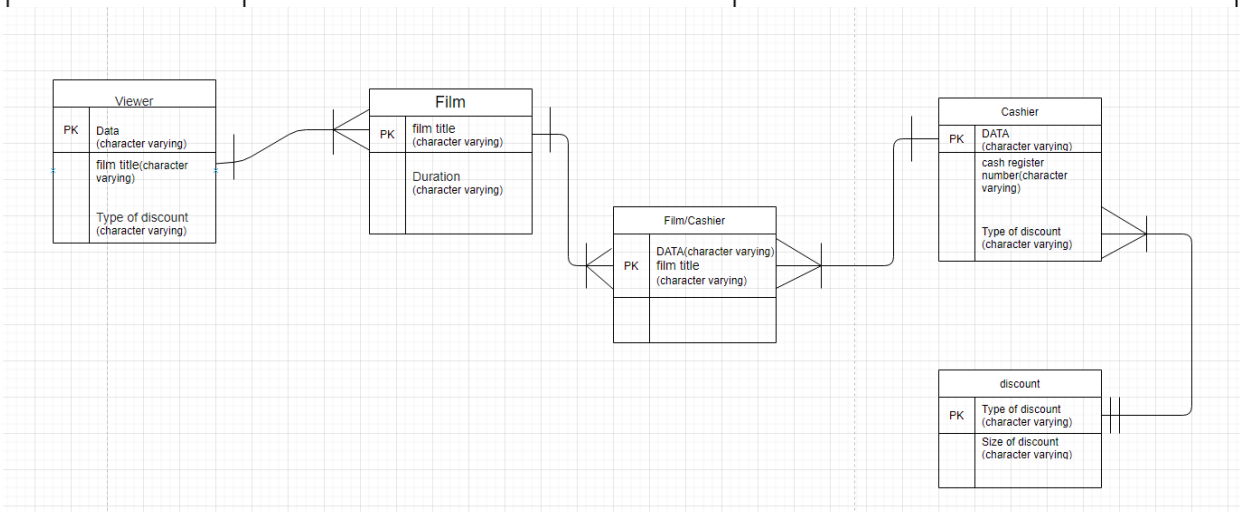 Viewer
PK
Data
(character varying)
film title(character
varying)
Type of discount
(character varying)
Film
PK
film title
(character varying)
Duration
(character varying)
Film/Cashier
PK
DATA(character varying)
film title
(character varying)
Cashier
PK
DATA
(character varying)
cash register
number(character
varying)
Type of discount
(character varying)
discount
PK
Type of discount
(character varying)
Size of discount
(character varying)